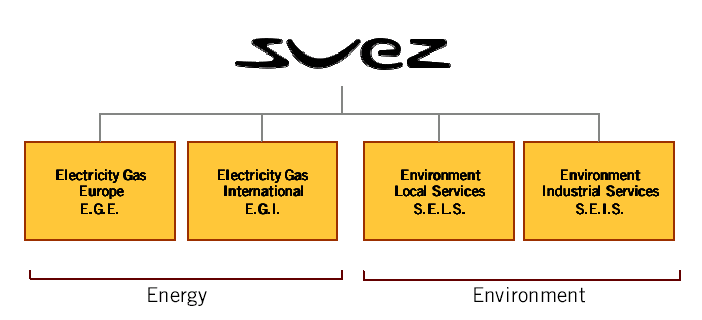 suez
Electricity Gas
Europe
E.G.E.
Electricity Gas
International
E.G.I.
Environment
Local Services
S.E.L.S.
Environment
Industrial Services
S.E.I.S.
Energy
Environment